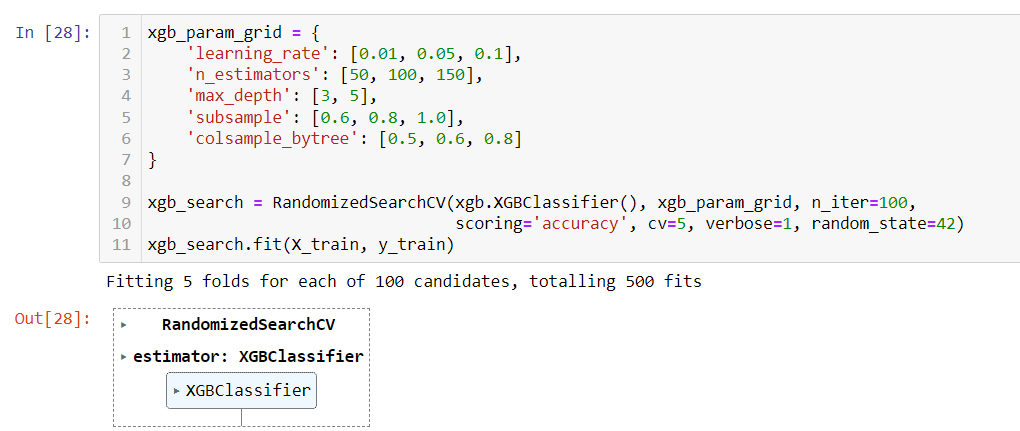 In [28]:
1 xgb_param_grid = {
2     'learning_rate': [0.01, 0.05, 0.1],
3     'n_estimators': [50, 100, 150],
4     'max_depth': [3, 5],
5     'subsample': [0.6, 0.8, 1.0],
6     'colsample_bytree': [0.5, 0.6, 0.8]
7 }
8
9 xgb_search = RandomizedSearchCV(xgb.XGBClassifier(), xgb_param_grid, n_iter=100,
10                                scoring='accuracy', cv=5, verbose=1, random_state=42)
11 xgb_search.fit(X_train, y_train)
Fitting 5 folds for each of 100 candidates, totalling 500 fits
Out[28]:
▸ RandomizedSearchCV
▸ estimator: XGBClassifier
▸ XGBClassifier